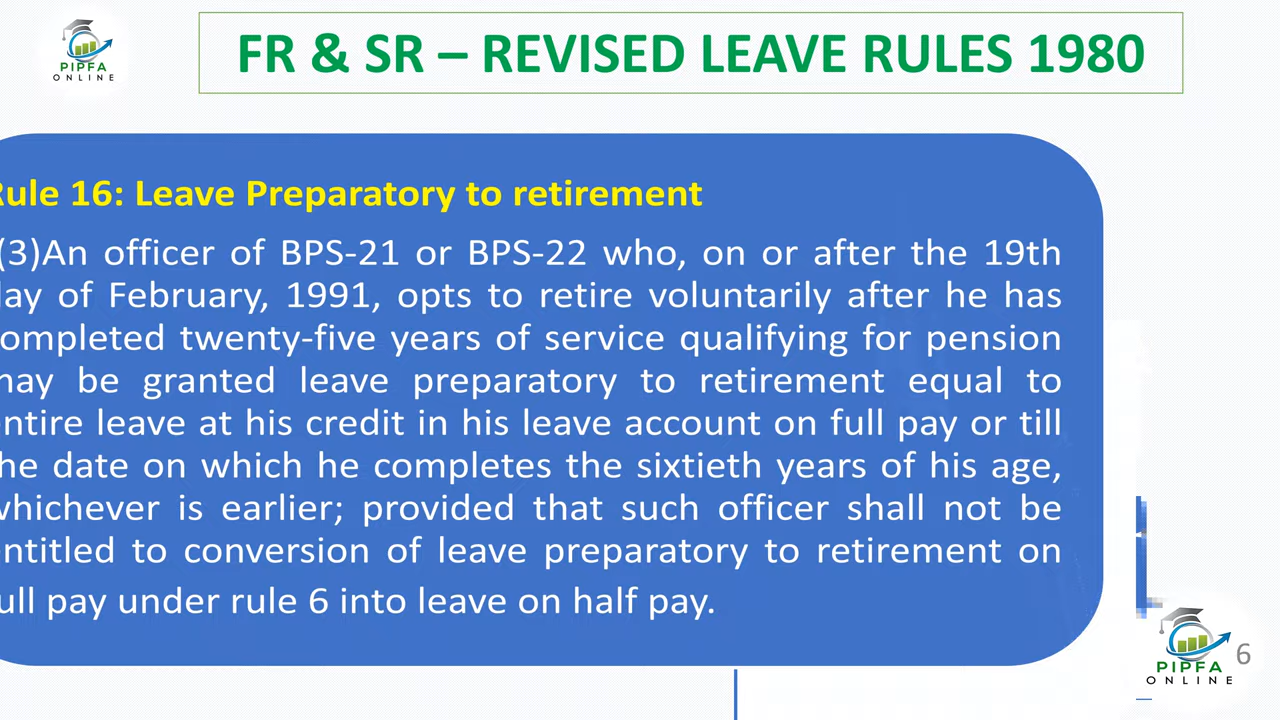 PIPFA
ONLINE
FR & SR – REVISED LEAVE RULES 1980
ule 16: Leave Preparatory to retirement
(3)An officer of BPS-21 or BPS-22 who, on or after the 19th
ay of February, 1991, opts to retire voluntarily after he has
ompleted twenty-five years of service qualifying for pension
ay be granted leave preparatory to retirement equal to
ntire leave at his credit in his leave account on full pay or till
he date on which he completes the sixtieth years of his age,
hichever is earlier; provided that such officer shall not be
ntitled to conversion of leave preparatory to retirement on
ull pay under rule 6 into leave on half pay.
PIPFA
ONLINE
6